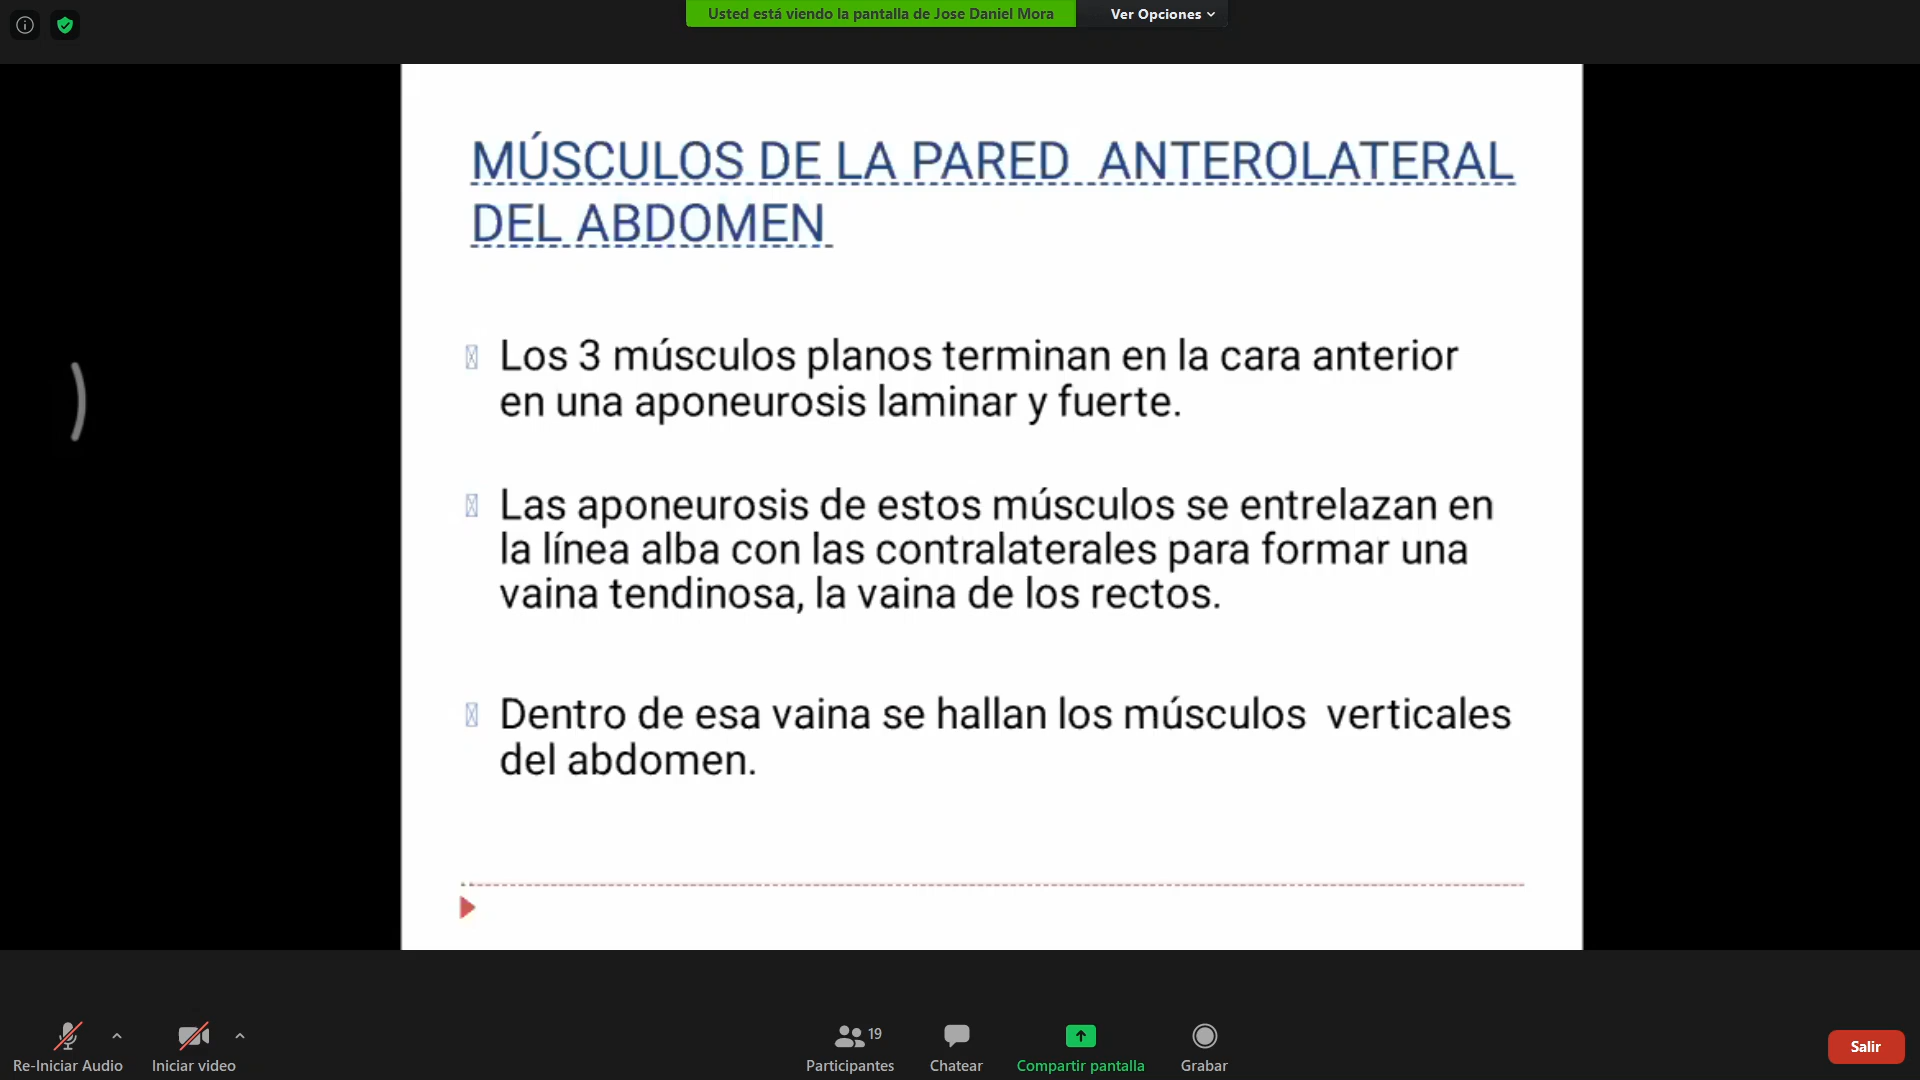 Usted está viendo la pantalla de Jose Daniel Mora
Ver Opciones
MÚSCULOS DE LA PARED ANTEROLATERAL
DEL ABDOMEN
Los 3 músculos planos terminan en la cara anterior
en una aponeurosis laminar y fuerte.
Las aponeurosis de estos músculos se entrelazan en
la línea alba con las contralaterales para formar una
vaina tendinosa, la vaina de los rectos.
Dentro de esa vaina se hallan los músculos verticales
del abdomen.
19
Re-Iniciar Audio
Iniciar video
Participantes
Chatear
Compartir pantalla
Grabar
Salir